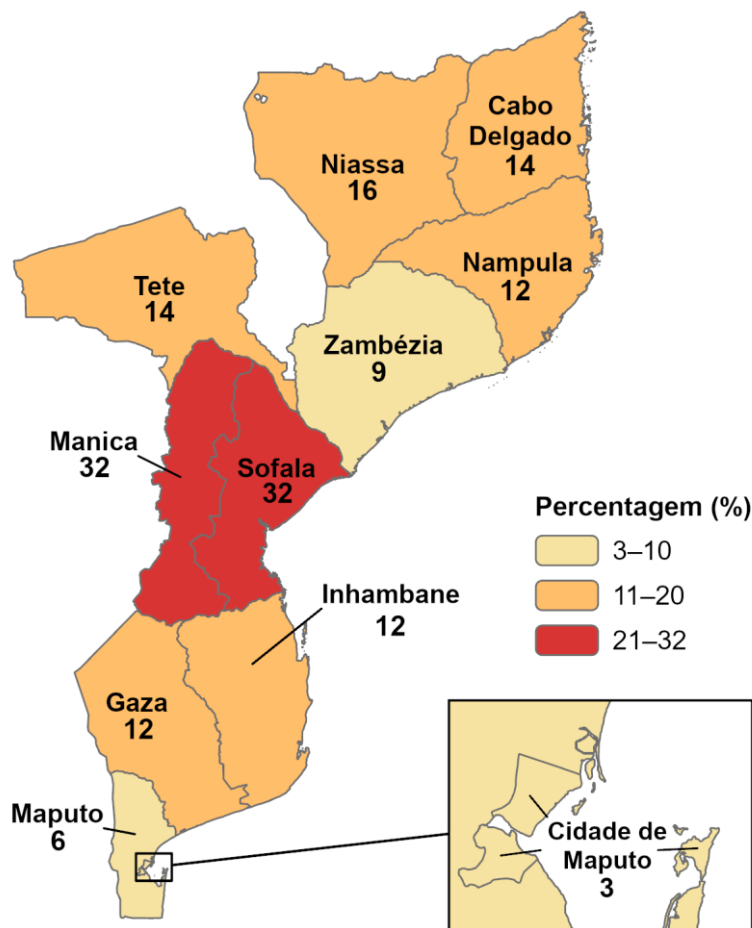 Cabo
Delgado
14
Niassa
16
Nampula
12
Tete
14
Zambézia
9
Manica
32
Sofala
32
Percentagem (%)
3–10
11–20
21–32
Inhambane
12
Gaza
12
Maputo
6
Cidade de
Maputo
3